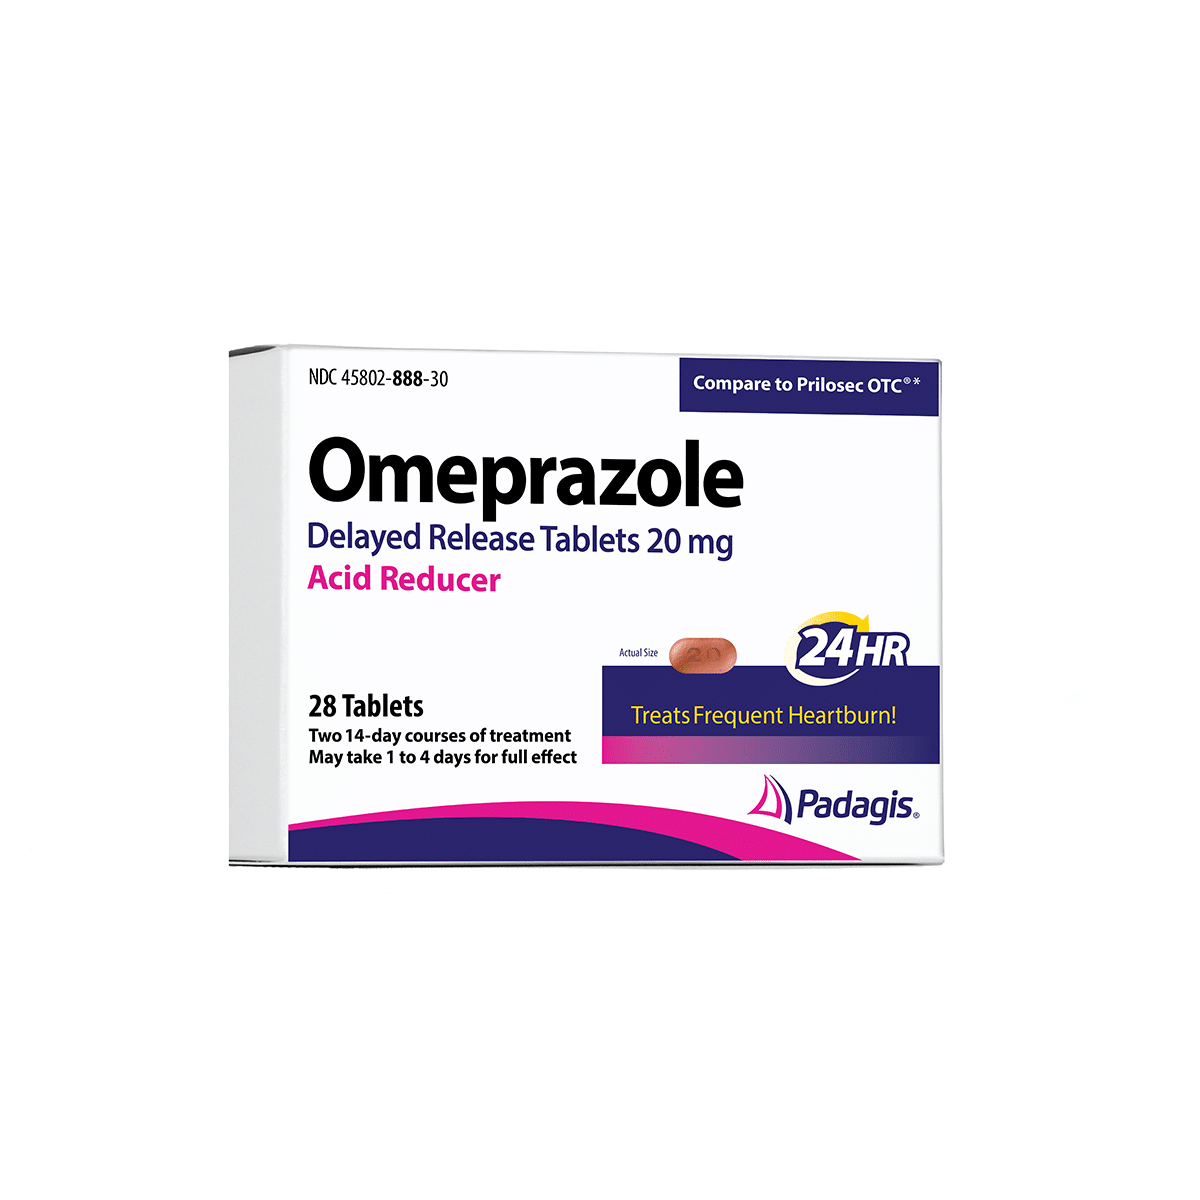 NDC 45802-888-30
Compare to Prilosec OTC®*
Omeprazole
Delayed Release Tablets 20 mg
Acid Reducer
Actual Size
20
24HR
28 Tablets
Two 14-day courses of treatment
May take 1 to 4 days for full effect
Treats Frequent Heartburn!
Padagis®